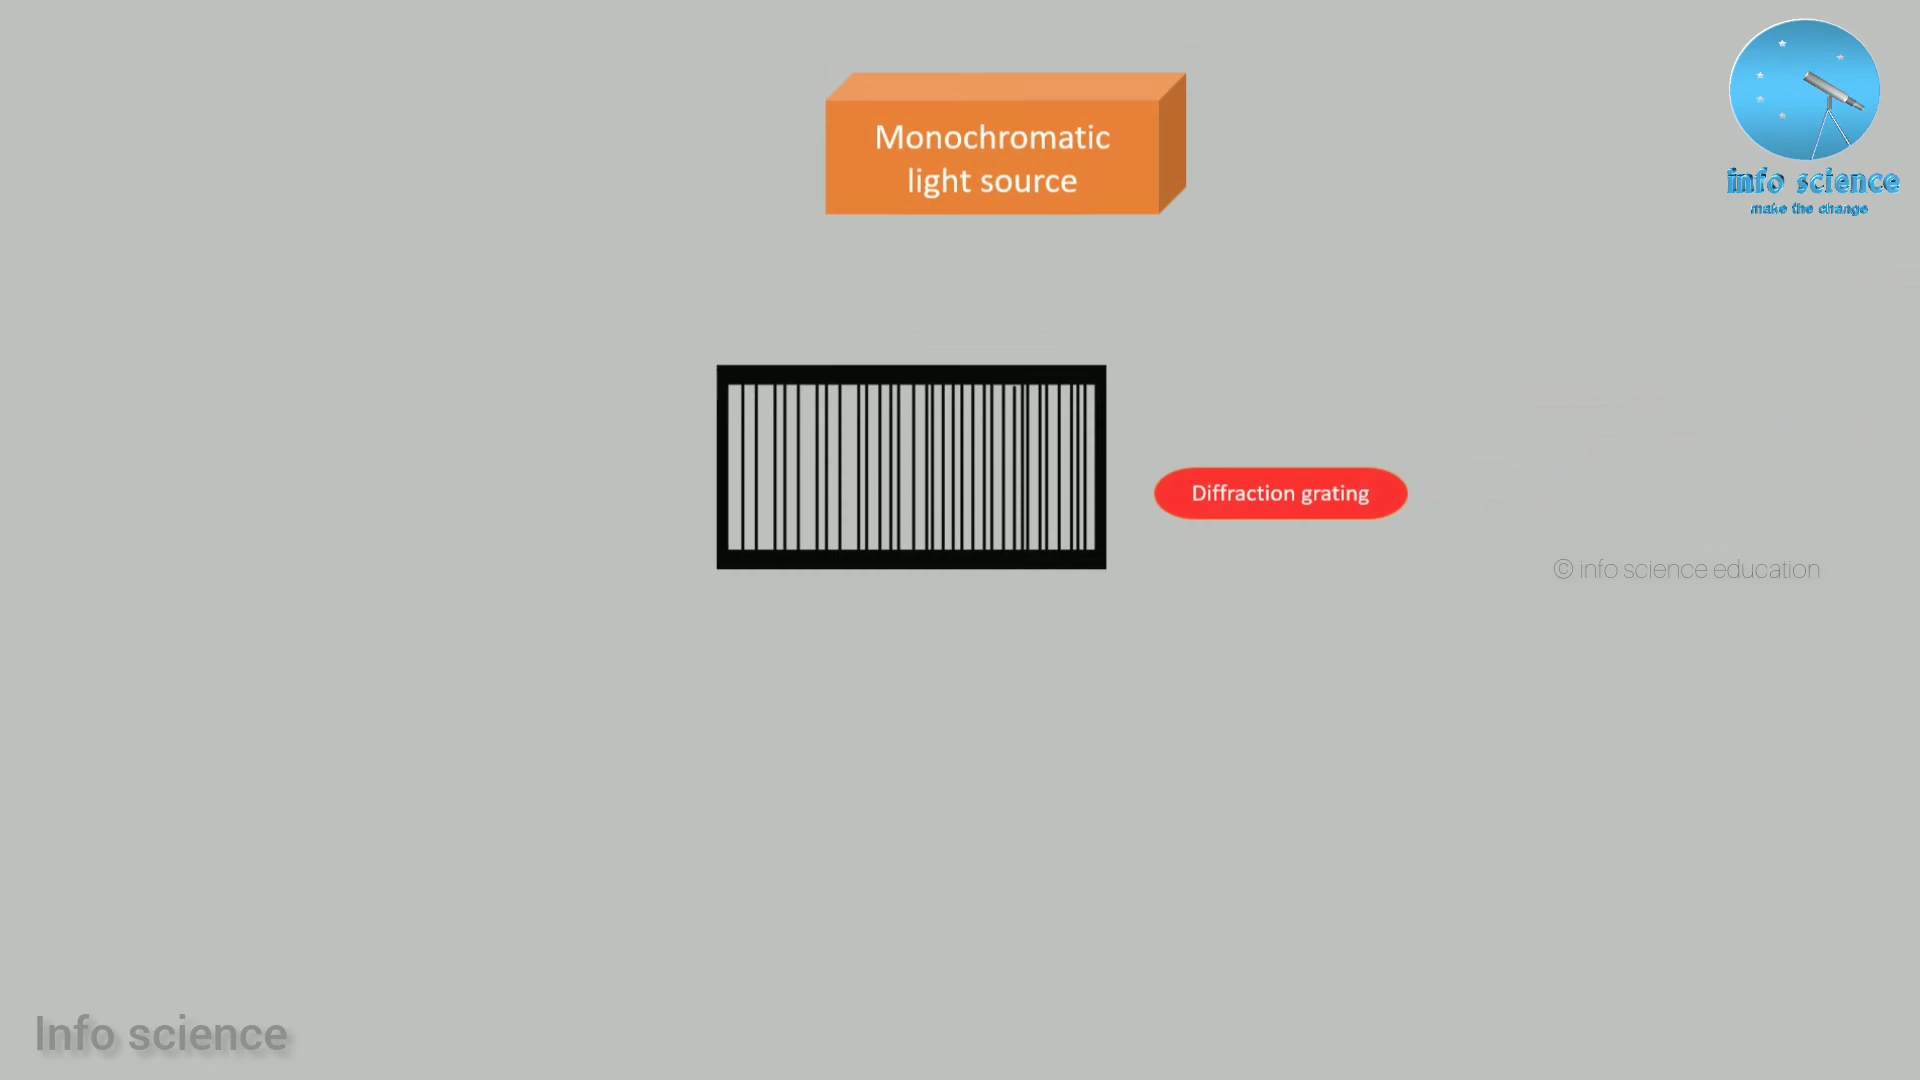 Monochromatic
light source
info science
make the change
Diffraction grating
© info science education
Info science